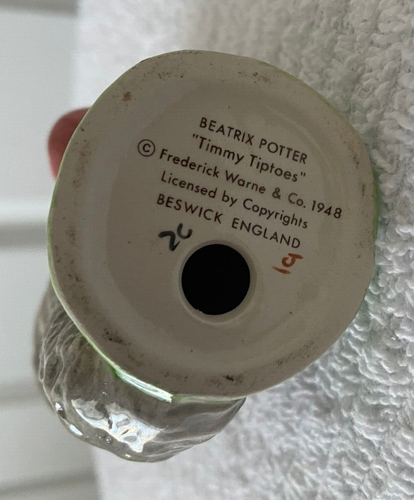 BEATRIX POTTER
"Timmy Tiptoes"
© Frederick Warne & Co. 1948
Licensed by Copyrights
BESWICK ENGLAND
J